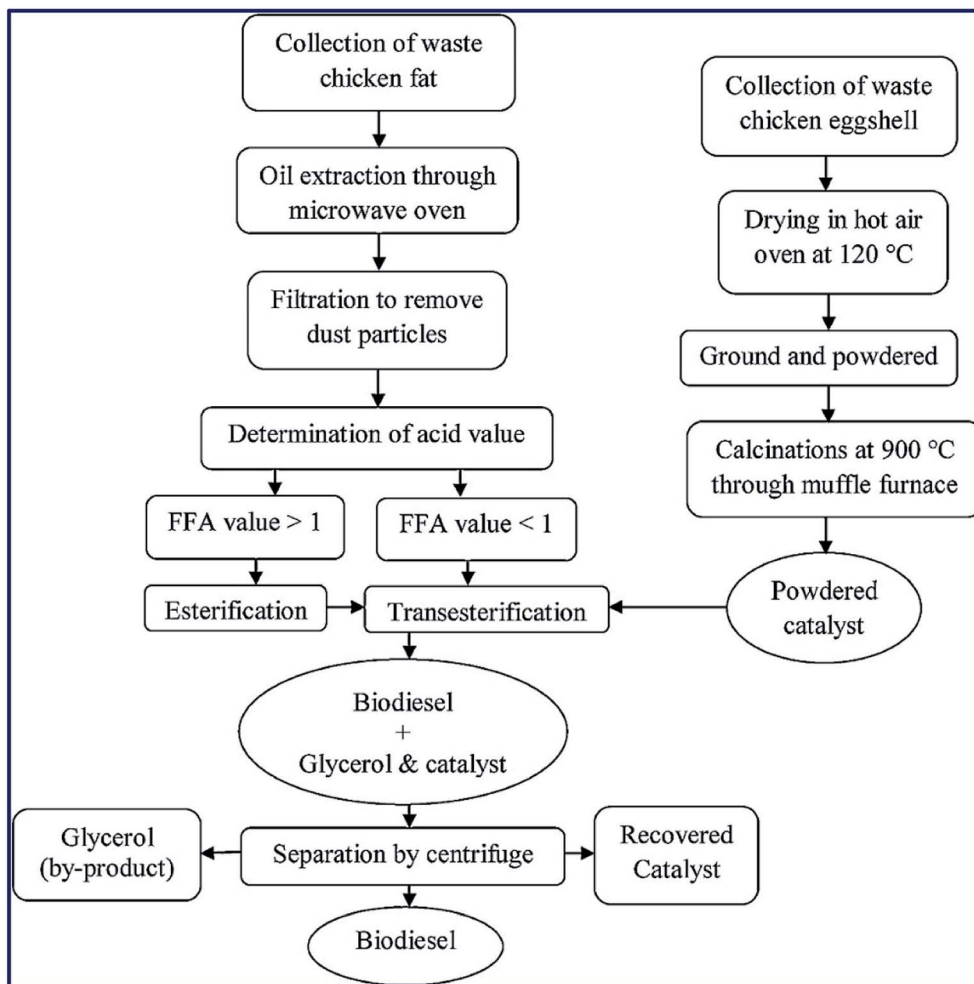 Collection of waste
chicken fat
Oil extraction through
microwave oven
Filtration to remove
dust particles
Determination of acid value
FFA value > 1
FFA value < 1
Esterification
Transesterification
Collection of waste
chicken eggshell
Drying in hot air
oven at 120 °C
Ground and powdered
Calcinations at 900 °C
through muffle furnace
Powdered
catalyst
Biodiesel
+
Glycerol & catalyst
Glycerol
(by-product)
Separation by centrifuge
Recovered
Catalyst
Biodiesel